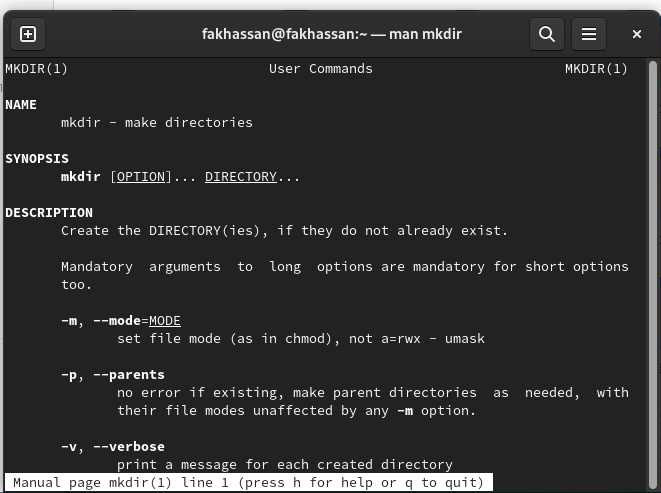 fakhassan@fakhassan:~ — man mkdir
MKDIR(1) User Commands MKDIR(1)
NAME
mkdir - make directories
SYNOPSIS
mkdir [OPTION]... DIRECTORY...
DESCRIPTION
Create the DIRECTORY(ies), if they do not already exist.
Mandatory arguments to long options are mandatory for short options
too.
-m, --mode=MODE
set file mode (as in chmod), not a=rwx - umask
-p, --parents
no error if existing, make parent directories as needed, with
their file modes unaffected by any -m option.
-v, --verbose
print a message for each created directory
Manual page mkdir(1) line 1 (press h for help or q to quit)